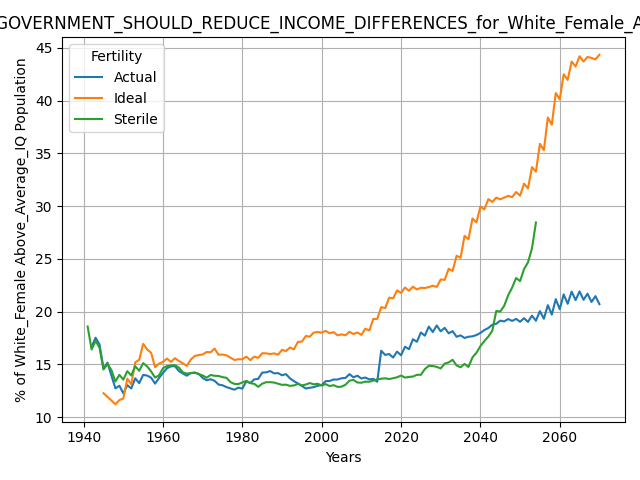 GOVERNMENT_SHOULD_REDUCE_INCOME_DIFFERENCES_for_White_Female_A
% of White_Female Above_Average_IQ Population
45
40
35
30
25
20
15
10
Fertility
Actual
Ideal
Sterile
1940 1960 1980 2000 2020 2040 2060
Years